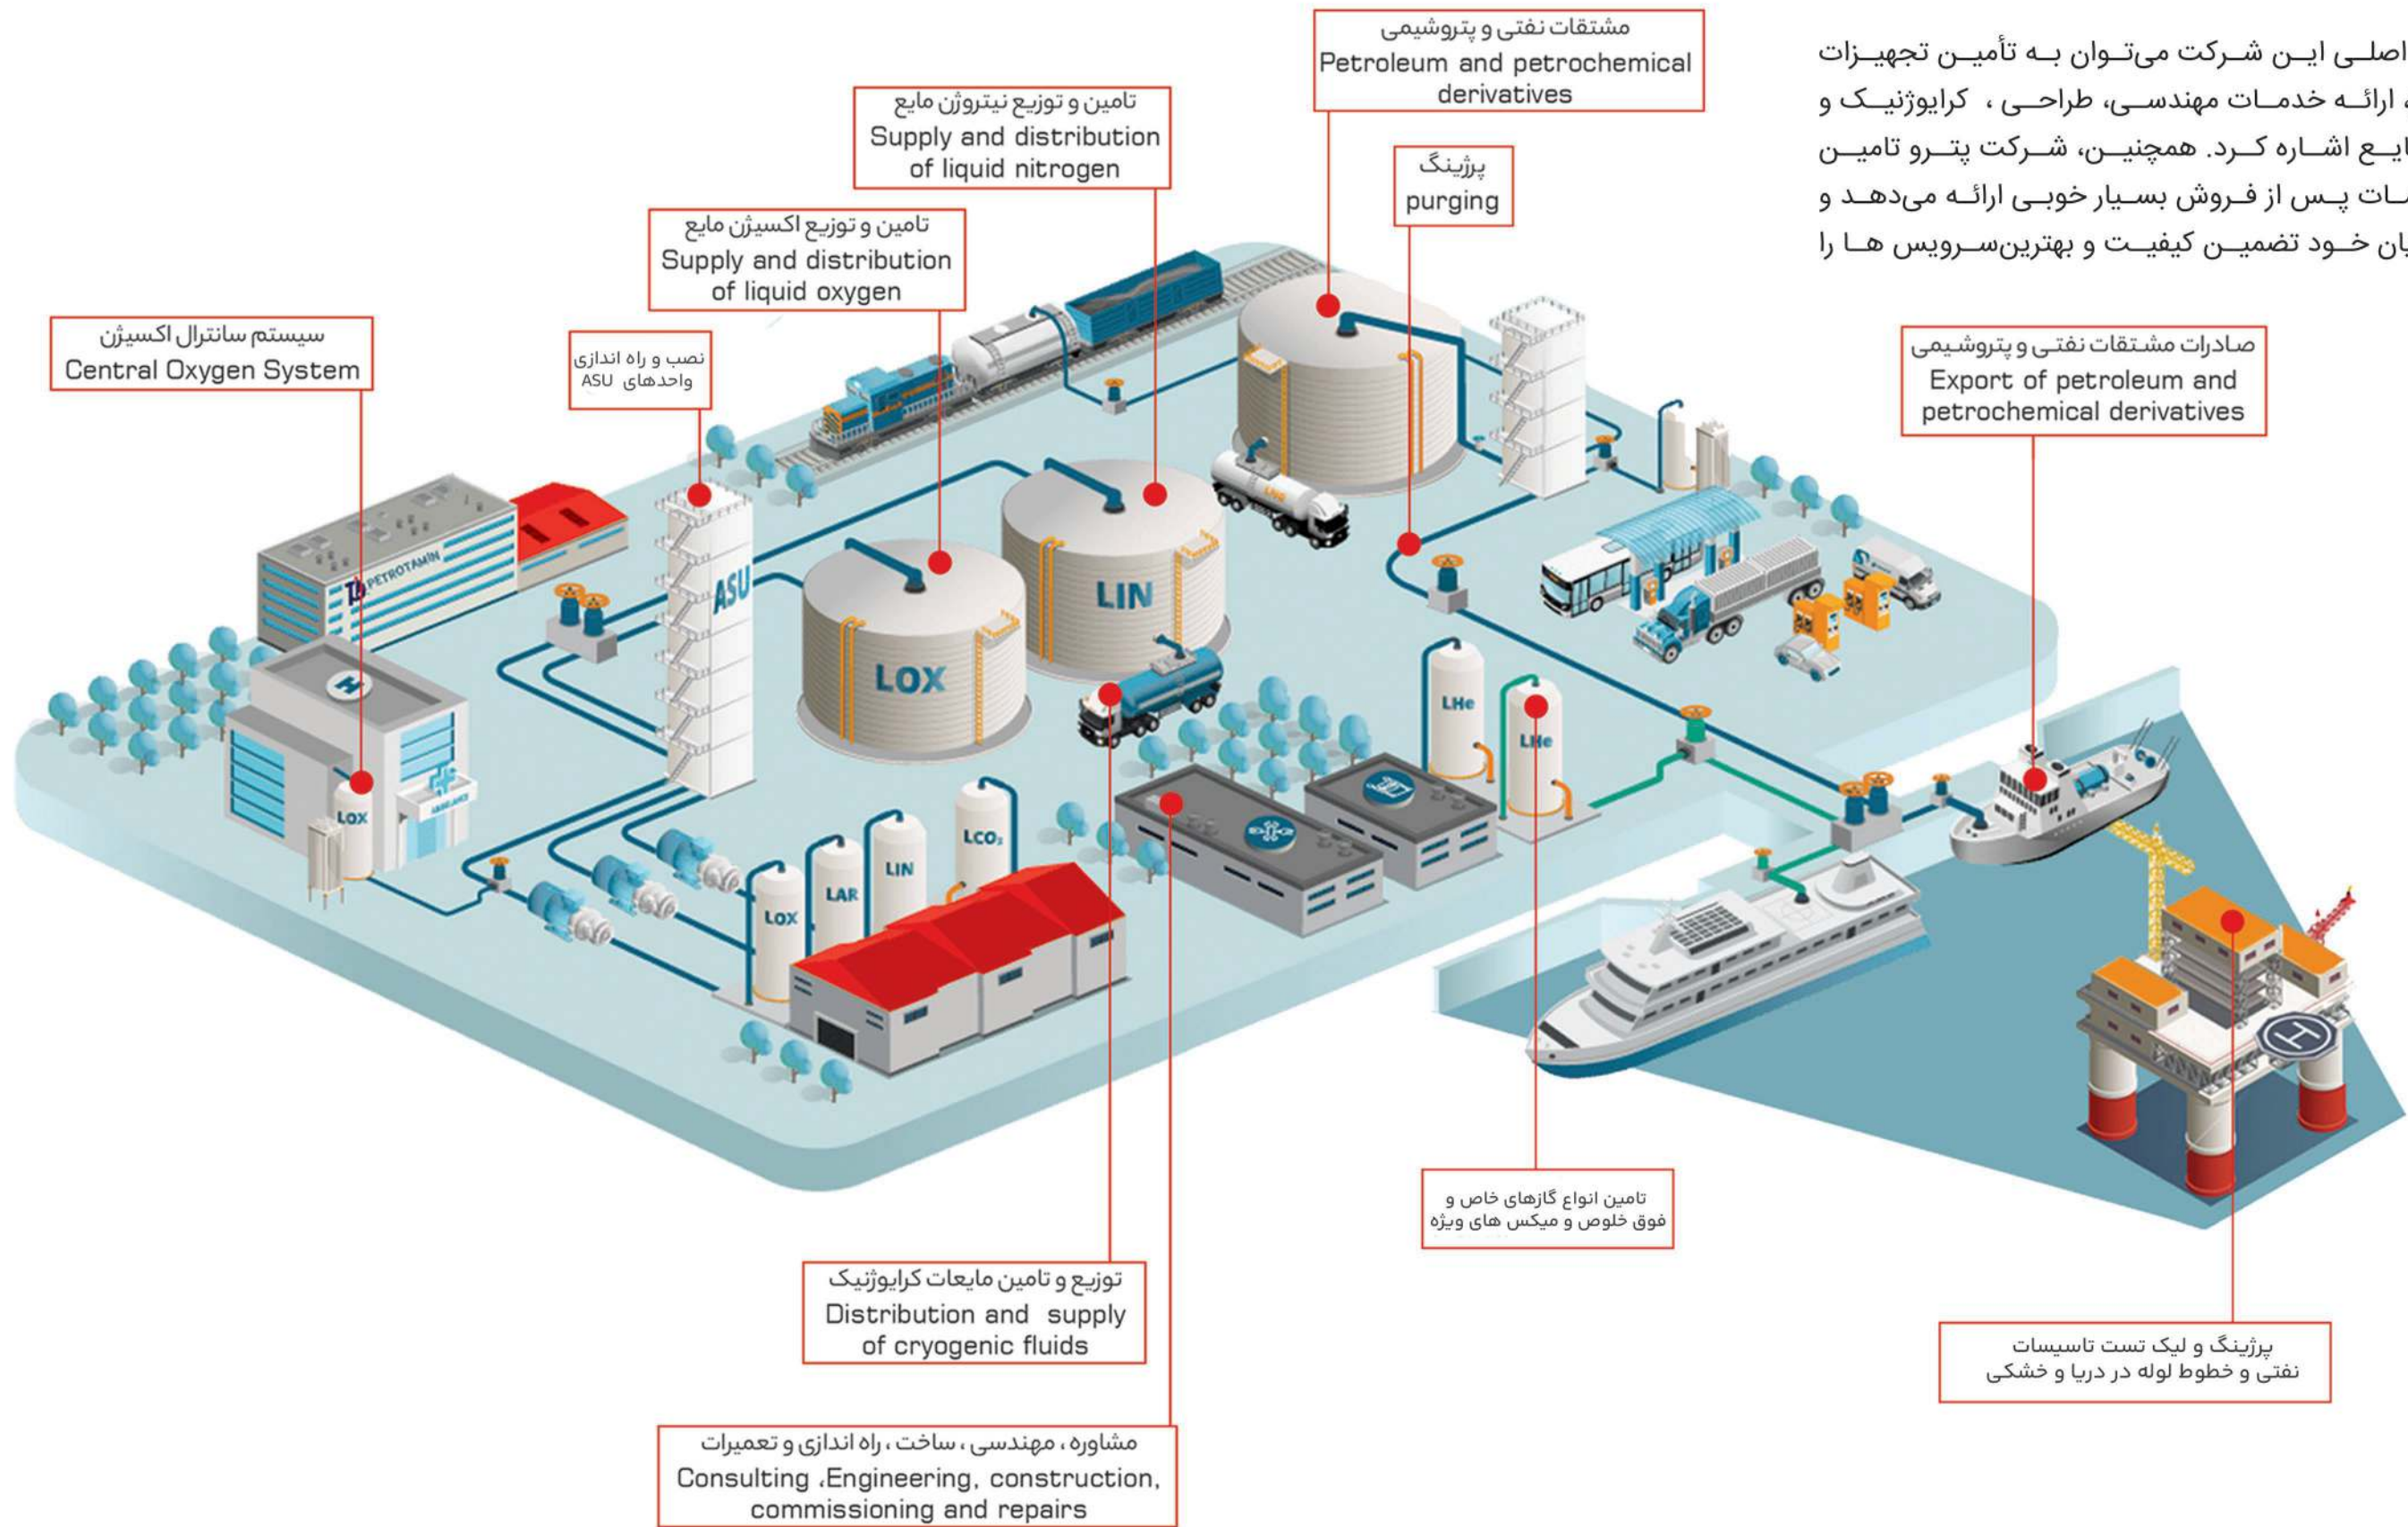 اصلی این شرکت می‌توان به تأمین تجهیزات
، ارائه خدمات مهندسی، طراحی ، کرایوژنیک و
اشاره کرد. همچنین، شرکت پترو تامین
پس از فروش بسیار خوبی ارائه می‌دهد و
خود تضمین کیفیت و بهترین‌سرویس ها را
مشتقات نفتی و پتروشیمی
Petroleum and petrochemical
derivatives
تامین و توزیع نیتروژن مایع
Supply and distribution
of liquid nitrogen
پرژینگ
purging
تامین و توزیع اکسیژن مایع
Supply and distribution
of liquid oxygen
سیستم سانترال اکسیژن
Central Oxygen System
نصب و راه اندازی
واحدهای ASU
صادرات مشتقات نفتی و پتروشیمی
Export of petroleum and
petrochemical derivatives
PETROTAMIN
ASU
LIN
LOX
LNG
H
LOX
LHe
LHe
LOX
LAR
LIN
LCO₂
H
تامین انواع گازهای خاص و
فوق خلوص و میکس های ویژه
توزیع و تامین مایعات کرایوژنیک
Distribution and supply
of cryogenic fluids
پرژینگ و لیک تست تاسیسات
نفتی و خطوط لوله در دریا و خشکی
مشاوره ، مهندسی ، ساخت ، راه اندازی و تعمیرات
Consulting ،Engineering, construction,
commissioning and repairs